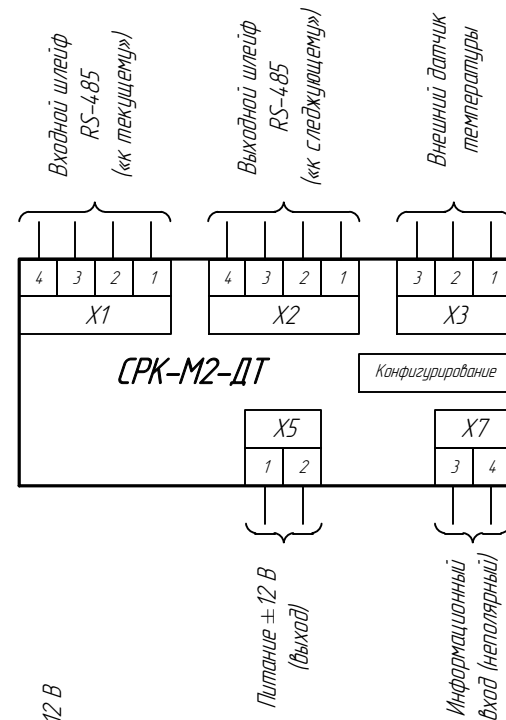 Входной шлейф
RS-485
(«к текущему»)
Выходной шлейф
RS-485
(«к следжующему»)
Внешний датчик
температуры
4 3 2 1
4 3 2 1
3 2 1
X1
X2
X3
СРК-М2-ДТ
Конфигурирование
X5
X7
1 2
3 4
Питание ±12 В
(выход)
Информационный
вход (неполярный)
12 В